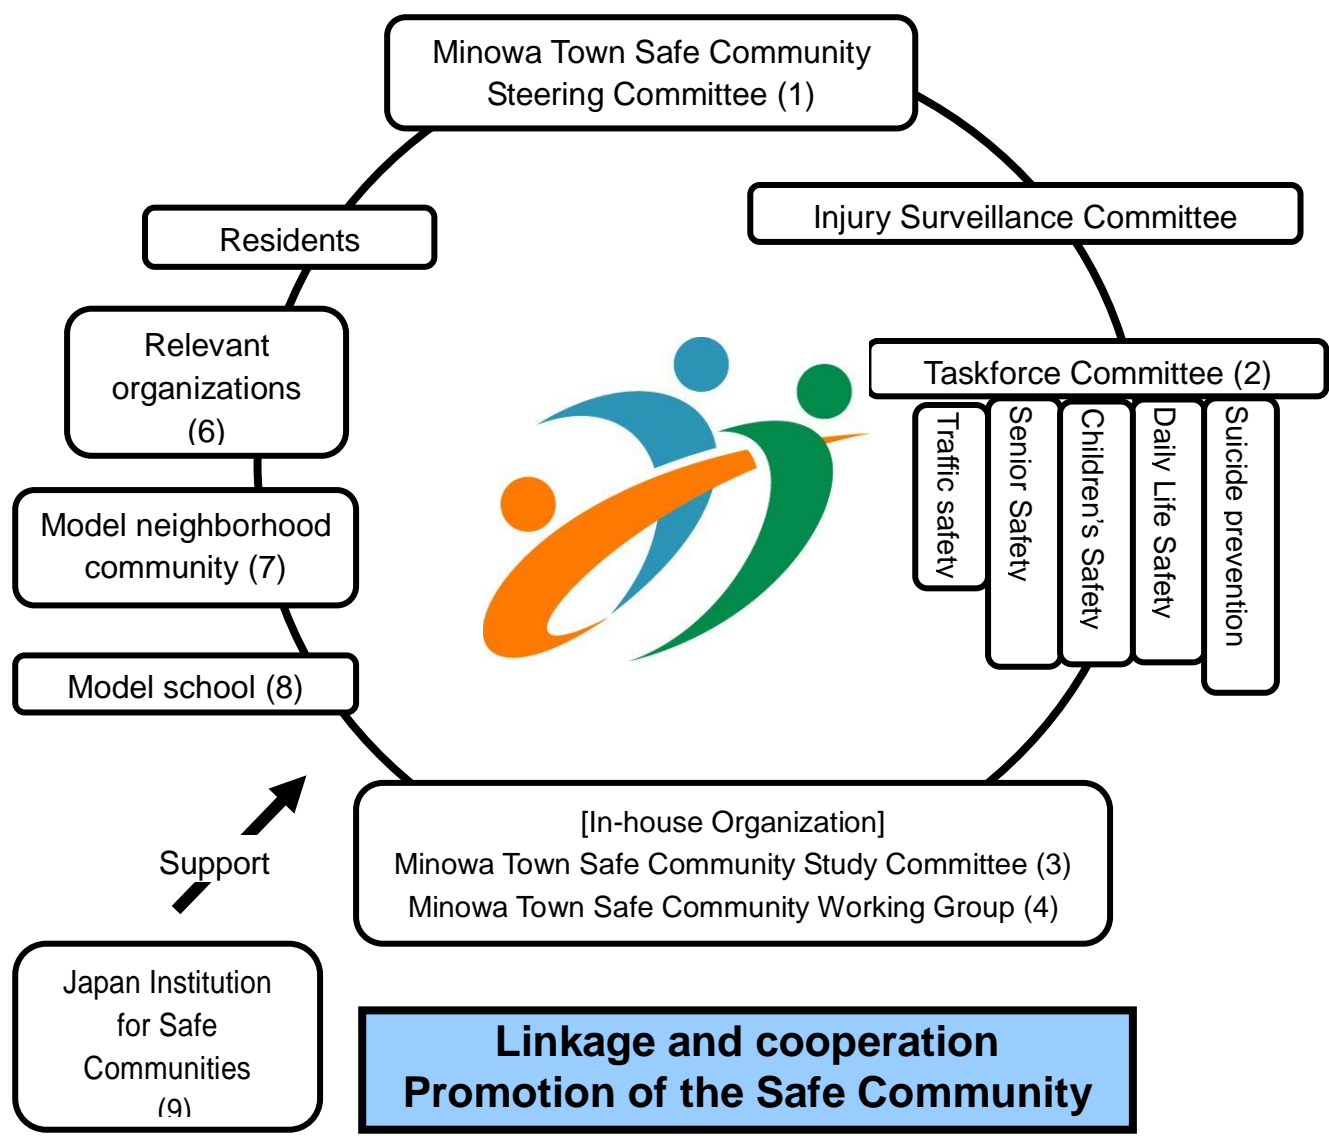 Minowa Town Safe Community
Steering Committee (1)
Residents
Injury Surveillance Committee
Relevant
organizations
(6)
Taskforce Committee (2)
Traffic safety
Senior Safety
Children's Safety
Daily Life Safety
Suicide prevention
Model neighborhood
community (7)
Model school (8)
[In-house Organization]
Minowa Town Safe Community Study Committee (3)
Minowa Town Safe Community Working Group (4)
Support
Japan Institution
for Safe
Communities
(9)
Linkage and cooperation
Promotion of the Safe Community